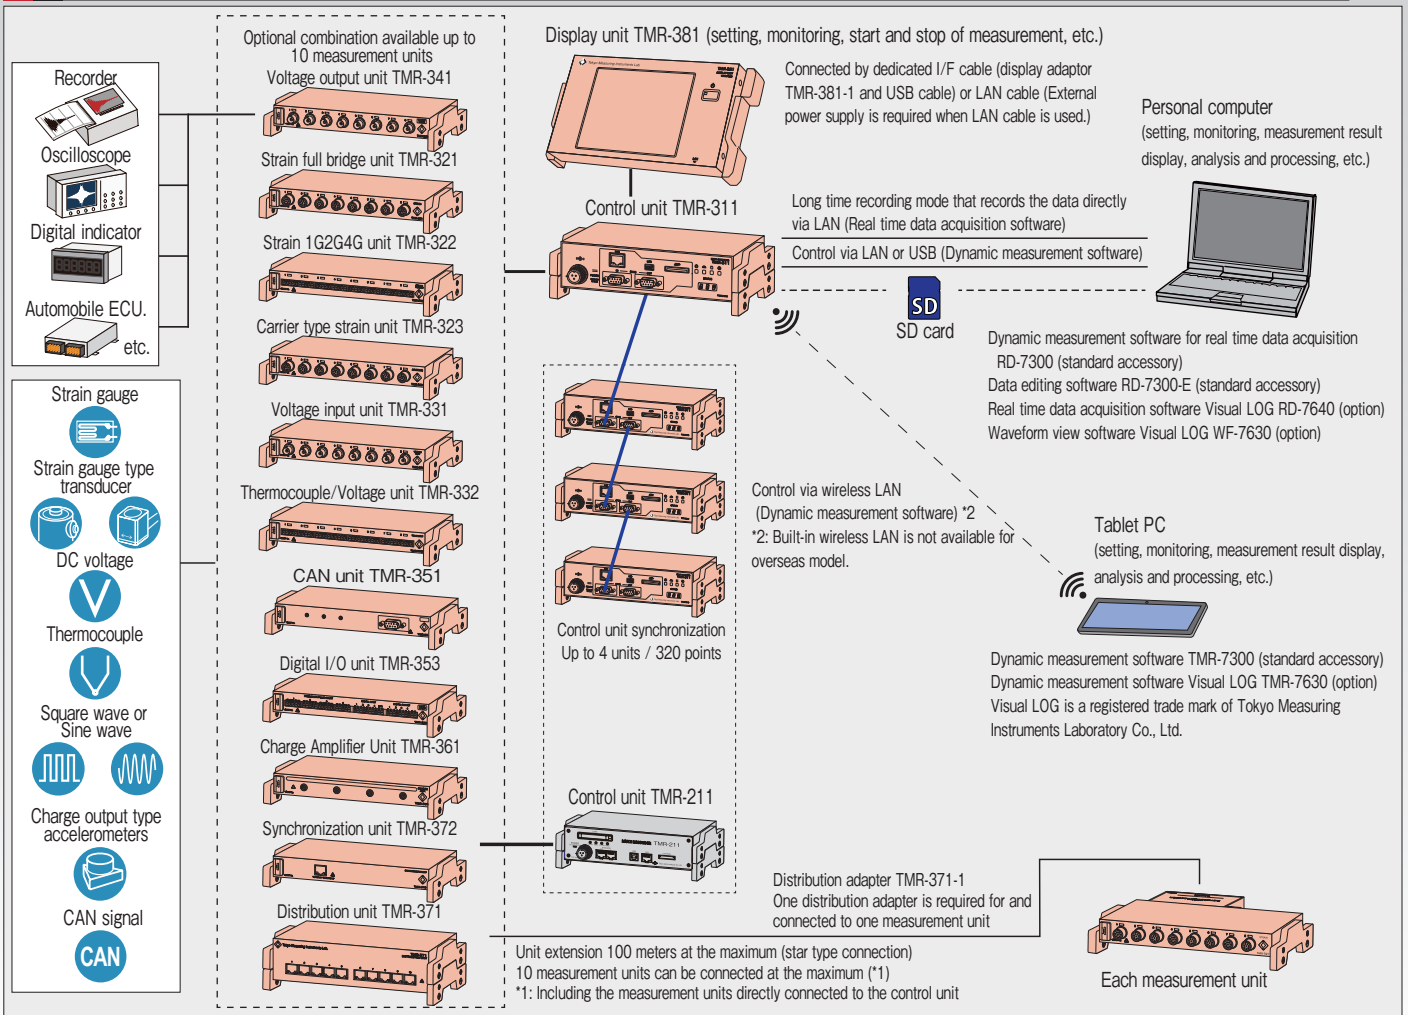 Optional combination available up to
10 measurement units
Voltage output unit TMR-341
Strain full bridge unit TMR-321
Strain 1G2G4G unit TMR-322
Carrier type strain unit TMR-323
Voltage input unit TMR-331
Thermocouple/Voltage unit TMR-332
CAN unit TMR-351
Digital I/O unit TMR-353
Charge Amplifier Unit TMR-361
Synchronization unit TMR-372
Distribution unit TMR-371
Recorder
Oscilloscope
Digital indicator
Automobile ECU.
etc.
Strain gauge
Strain gauge type
transducer
DC voltage
V
Thermocouple
Square wave or
Sine wave
Charge output type
accelerometers
CAN signal
CAN
Display unit TMR-381 (setting, monitoring, start and stop of measurement, etc.)
Connected by dedicated I/F cable (display adaptor
TMR-381-1 and USB cable) or LAN cable (External
power supply is required when LAN cable is used.)
Control unit TMR-311
Long time recording mode that records the data directly
via LAN (Real time data acquisition software)
Control via LAN or USB (Dynamic measurement software)
SD
SD card
Personal computer
(setting, monitoring, measurement result
display, analysis and processing, etc.)
Dynamic measurement software for real time data acquisition
RD-7300 (standard accessory)
Data editing software RD-7300-E (standard accessory)
Real time data acquisition software Visual LOG RD-7640 (option)
Waveform view software Visual LOG WF-7630 (option)
Control via wireless LAN
(Dynamic measurement software) *2
*2: Built-in wireless LAN is not available for
overseas model.
Control unit synchronization
Up to 4 units / 320 points
Tablet PC
(setting, monitoring, measurement result display,
analysis and processing, etc.)
Dynamic measurement software TMR-7300 (standard accessory)
Dynamic measurement software Visual LOG TMR-7630 (option)
Visual LOG is a registered trade mark of Tokyo Measuring
Instruments Laboratory Co., Ltd.
Control unit TMR-211
TMR-211
Distribution adapter TMR-371-1
One distribution adapter is required for and
connected to one measurement unit
Unit extension 100 meters at the maximum (star type connection)
10 measurement units can be connected at the maximum (*1)
*1: Including the measurement units directly connected to the control unit
Each measurement unit